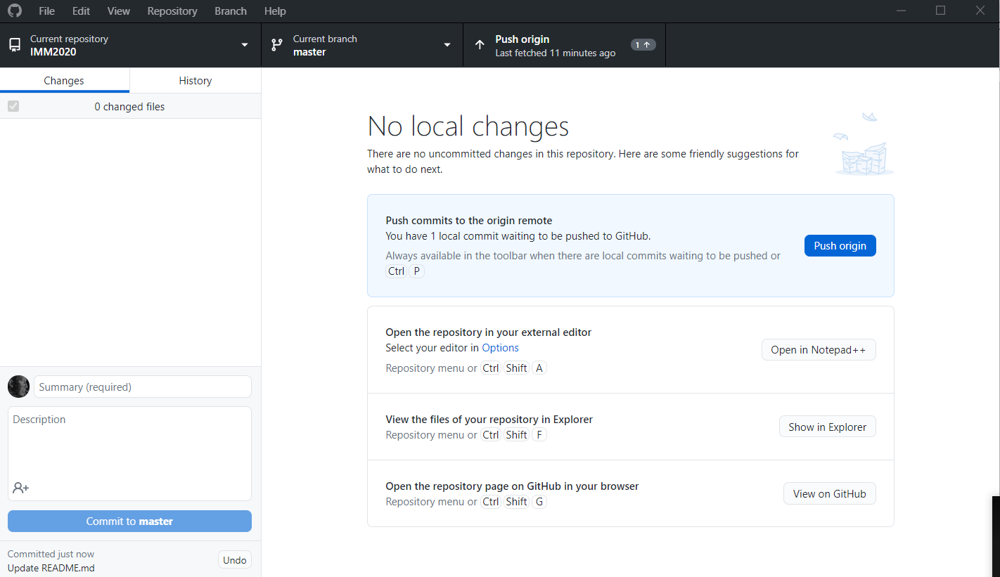 File Edit View Repository Branch Help
Current repository
IMM2020
Current branch
master
Push origin
Last fetched 11 minutes ago
1
Changes
History
0 changed files
No local changes
There are no uncommitted changes in this repository. Here are some friendly suggestions for
what to do next.
Push commits to the origin remote
You have 1 local commit waiting to be pushed to GitHub.
Always available in the toolbar when there are local commits waiting to be pushed or
Ctrl P
Push origin
Open the repository in your external editor
Select your editor in Options
Repository menu or Ctrl Shift A
Open in Notepad++
View the files of your repository in Explorer
Repository menu or Ctrl Shift F
Show in Explorer
Open the repository page on GitHub in your browser
Repository menu or Ctrl Shift G
View on GitHub
Summary (required)
Description
Commit to master
Committed just now
Update README.md
Undo